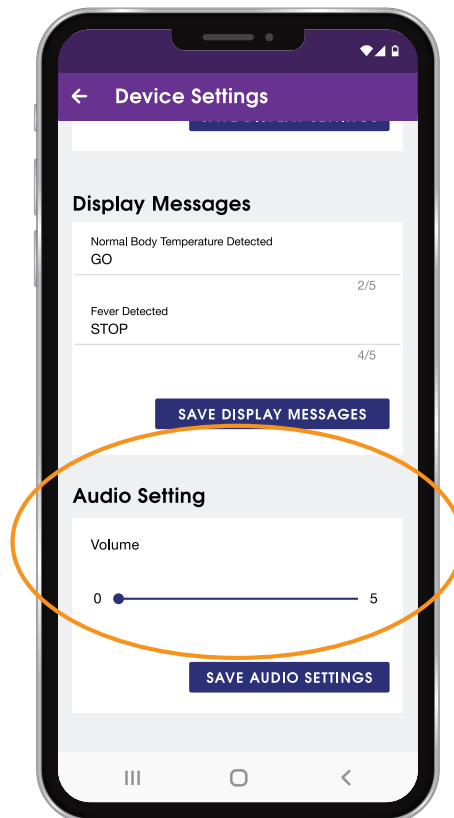 Device Settings
Display Messages
Normal Body Temperature Detected
GO
2/5
Fever Detected
STOP
4/5
SAVE DISPLAY MESSAGES
Audio Setting
Volume
0 5
SAVE AUDIO SETTINGS